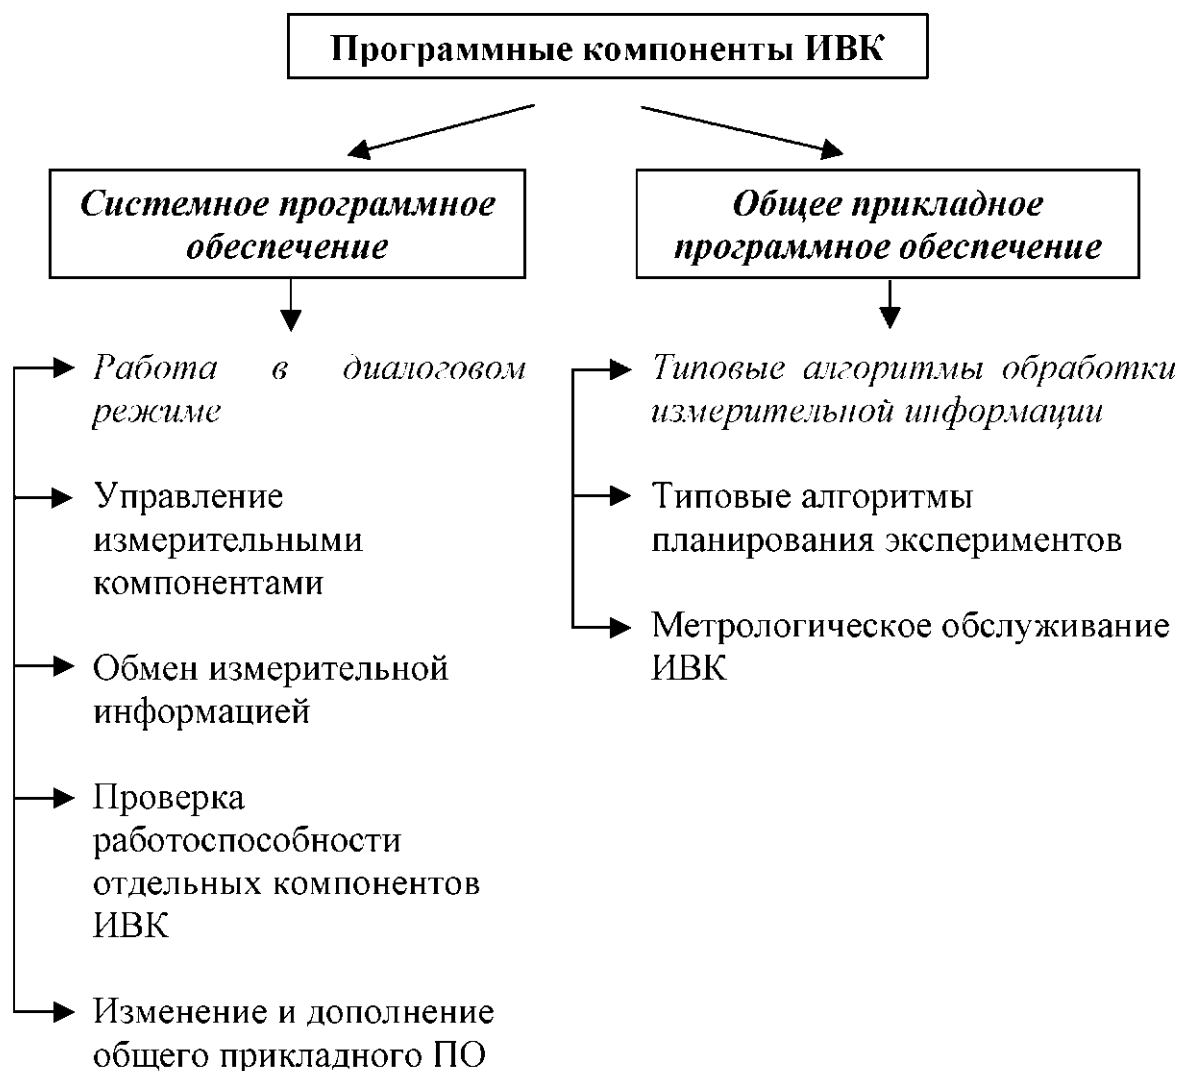 Программные компоненты ИВК
Системное программное
обеспечение
Общее прикладное
программное обеспечение
Работа в диалоговом
режиме
Управление
измерительными
компонентами
Обмен измерительной
информацией
Проверка
работоспособности
отдельных компонентов
ИВК
Изменение и дополнение
общего прикладного ПО
Типовые алгоритмы обработки
измерительной информации
Типовые алгоритмы
планирования экспериментов
Метрологическое обслуживание
ИВК